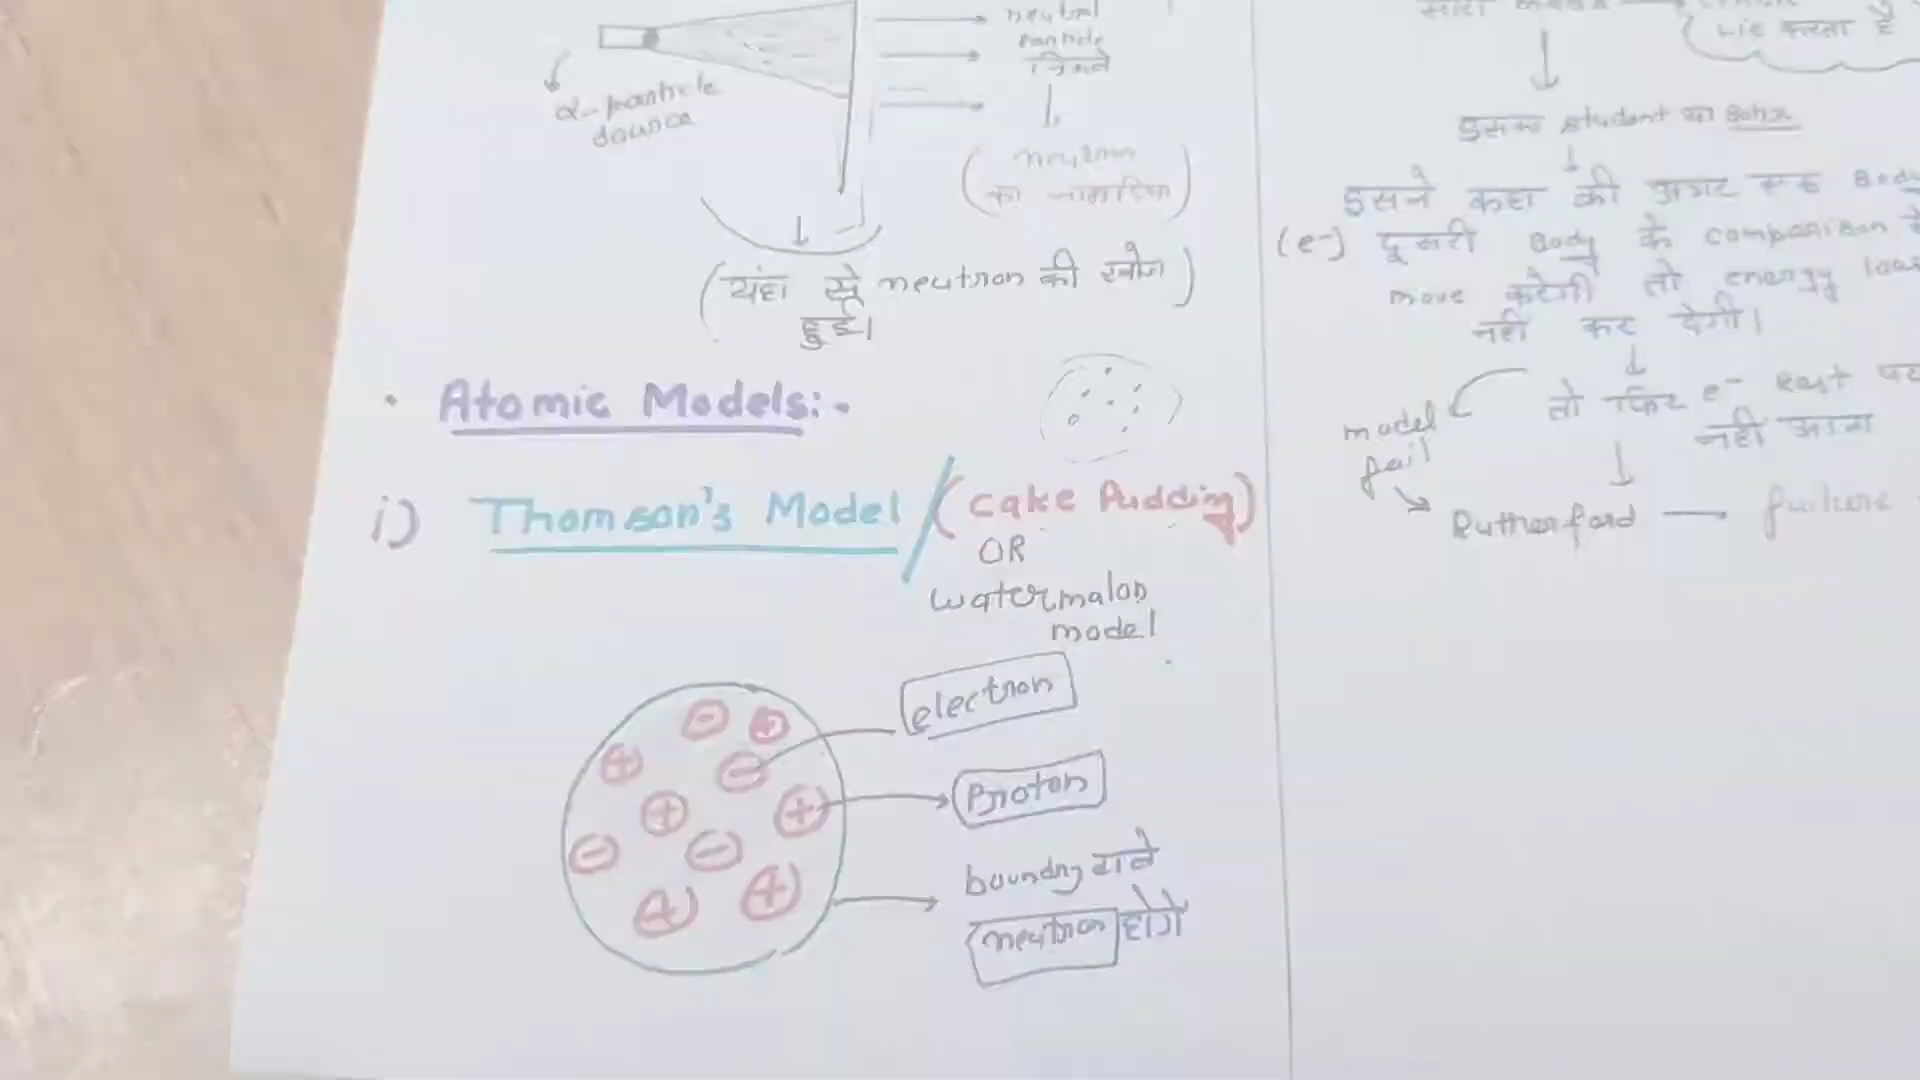 neutral
particle
निकले
α-particle
source
(neutron
का नाम दिया)
(यंहा से neutron की खोज)
हुई।
• Atomic Models:-
i) Thomson's Model / (Cake Pudding)
OR
watermalon
model
electron
Proton
boundry वाले
neutron होगे
Lie करता है
इसका student था Bohr
इसने कहा की अगर एक Body
(e-) दूसरी Body के comparison
move करेगी तो energy loss
नही कर देगी।
तो फिर e- Rest पर
नही आता
model
fail
Rutherford → failure